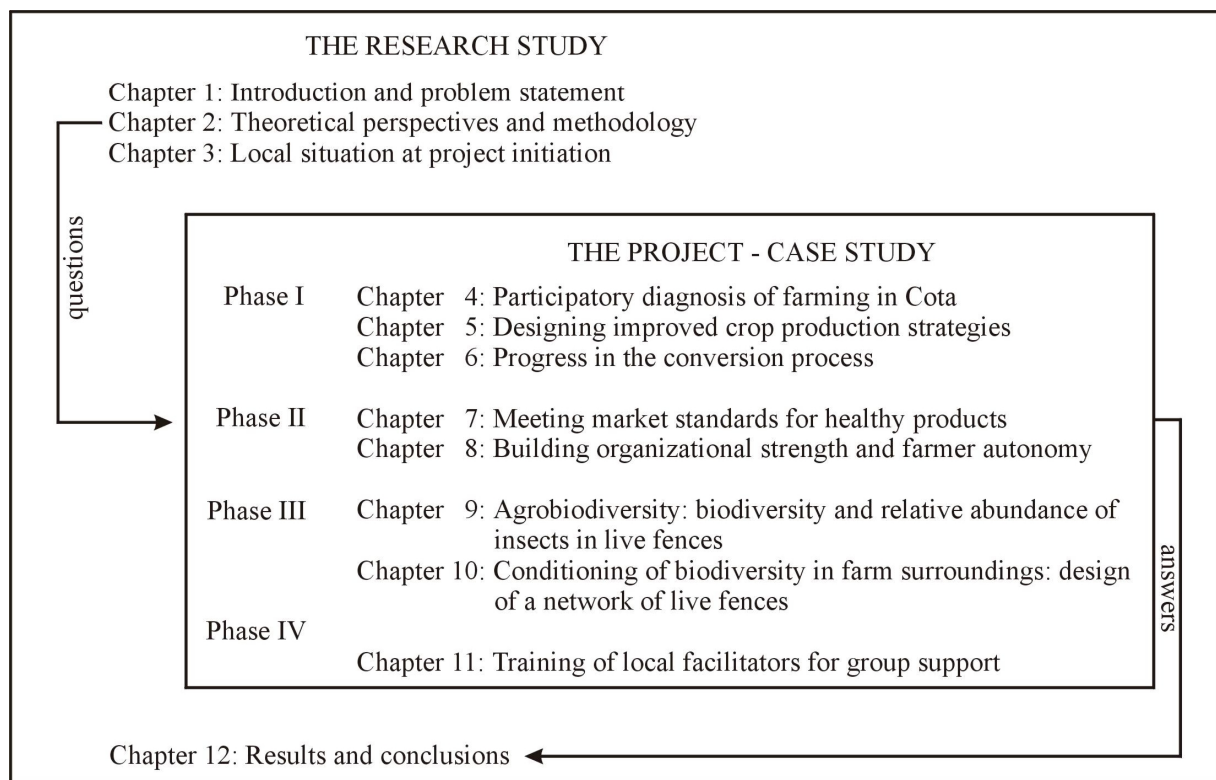 THE RESEARCH STUDY
Chapter 1: Introduction and problem statement
Chapter 2: Theoretical perspectives and methodology
Chapter 3: Local situation at project initiation
questions
THE PROJECT - CASE STUDY
Phase I Chapter 4: Participatory diagnosis of farming in Cota
Chapter 5: Designing improved crop production strategies
Chapter 6: Progress in the conversion process
Phase II Chapter 7: Meeting market standards for healthy products
Chapter 8: Building organizational strength and farmer autonomy
Phase III Chapter 9: Agrobiodiversity: biodiversity and relative abundance of
insects in live fences
Chapter 10: Conditioning of biodiversity in farm surroundings: design
of a network of live fences
Phase IV
Chapter 11: Training of local facilitators for group support
answers
Chapter 12: Results and conclusions